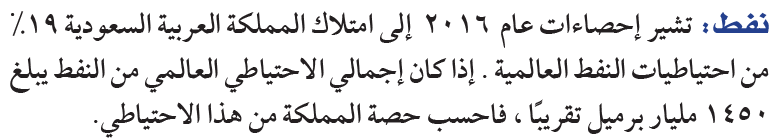 نفط: تشير إحصاءات عام ٢٠١٦ إلى امتلاك المملكة العربية السعودية ١٩٪
من احتياطيات النفط العالمية . إذا كان إجمالي الاحتياطي العالمي من النفط يبلغ
١٤٥٠ مليار برميل تقريبًا ، فاحسب حصة المملكة من هذا الاحتياطي.